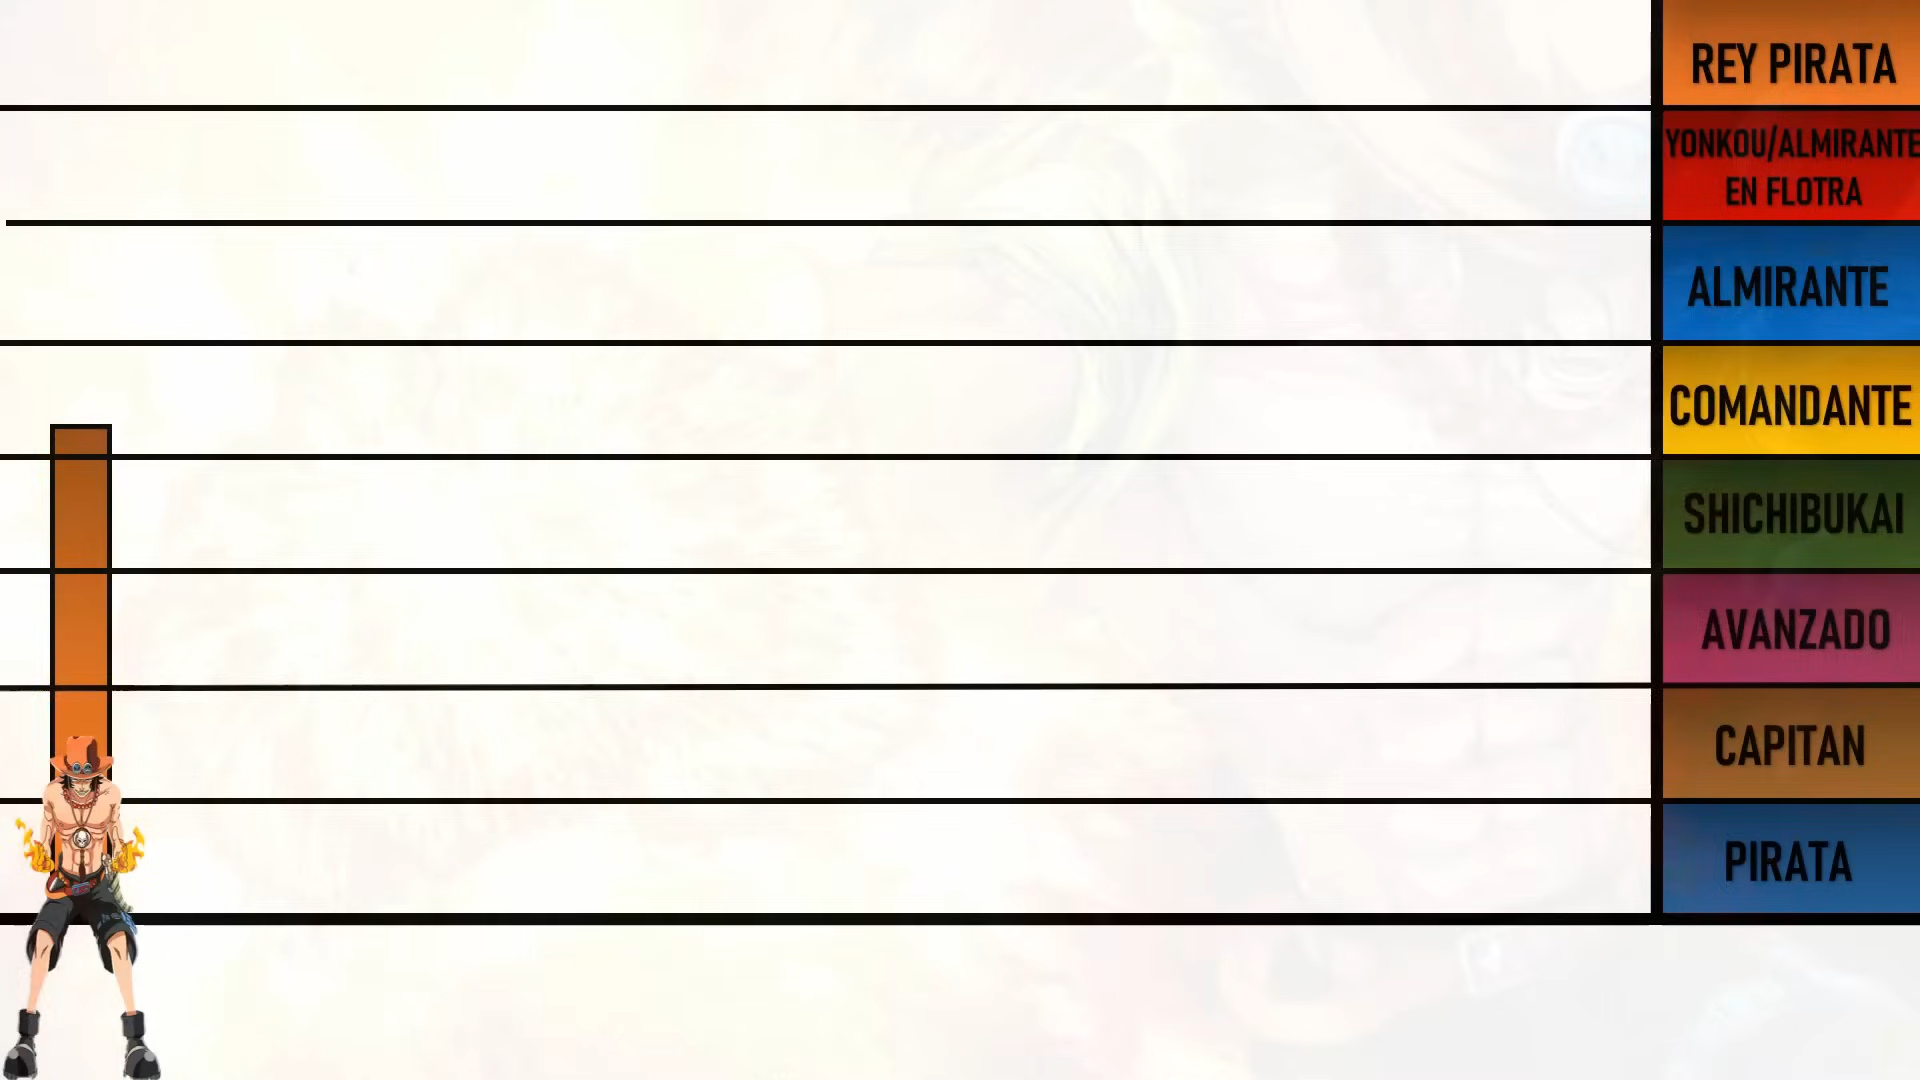 REY PIRATA
YONKOU/ALMIRANTE
EN FLOTRA
ALMIRANTE
COMANDANTE
SHICHIBUKAI
AVANZADO
CAPITAN
PIRATA